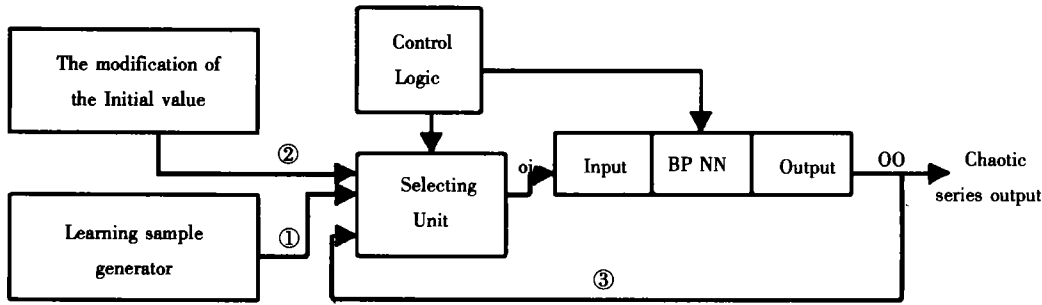 The modification of
the Initial value
Control
Logic
②
Selecting
Unit
oi
Input
BP NN
Output
OO
Chaotic
series output
Learning sample
generator
①
③